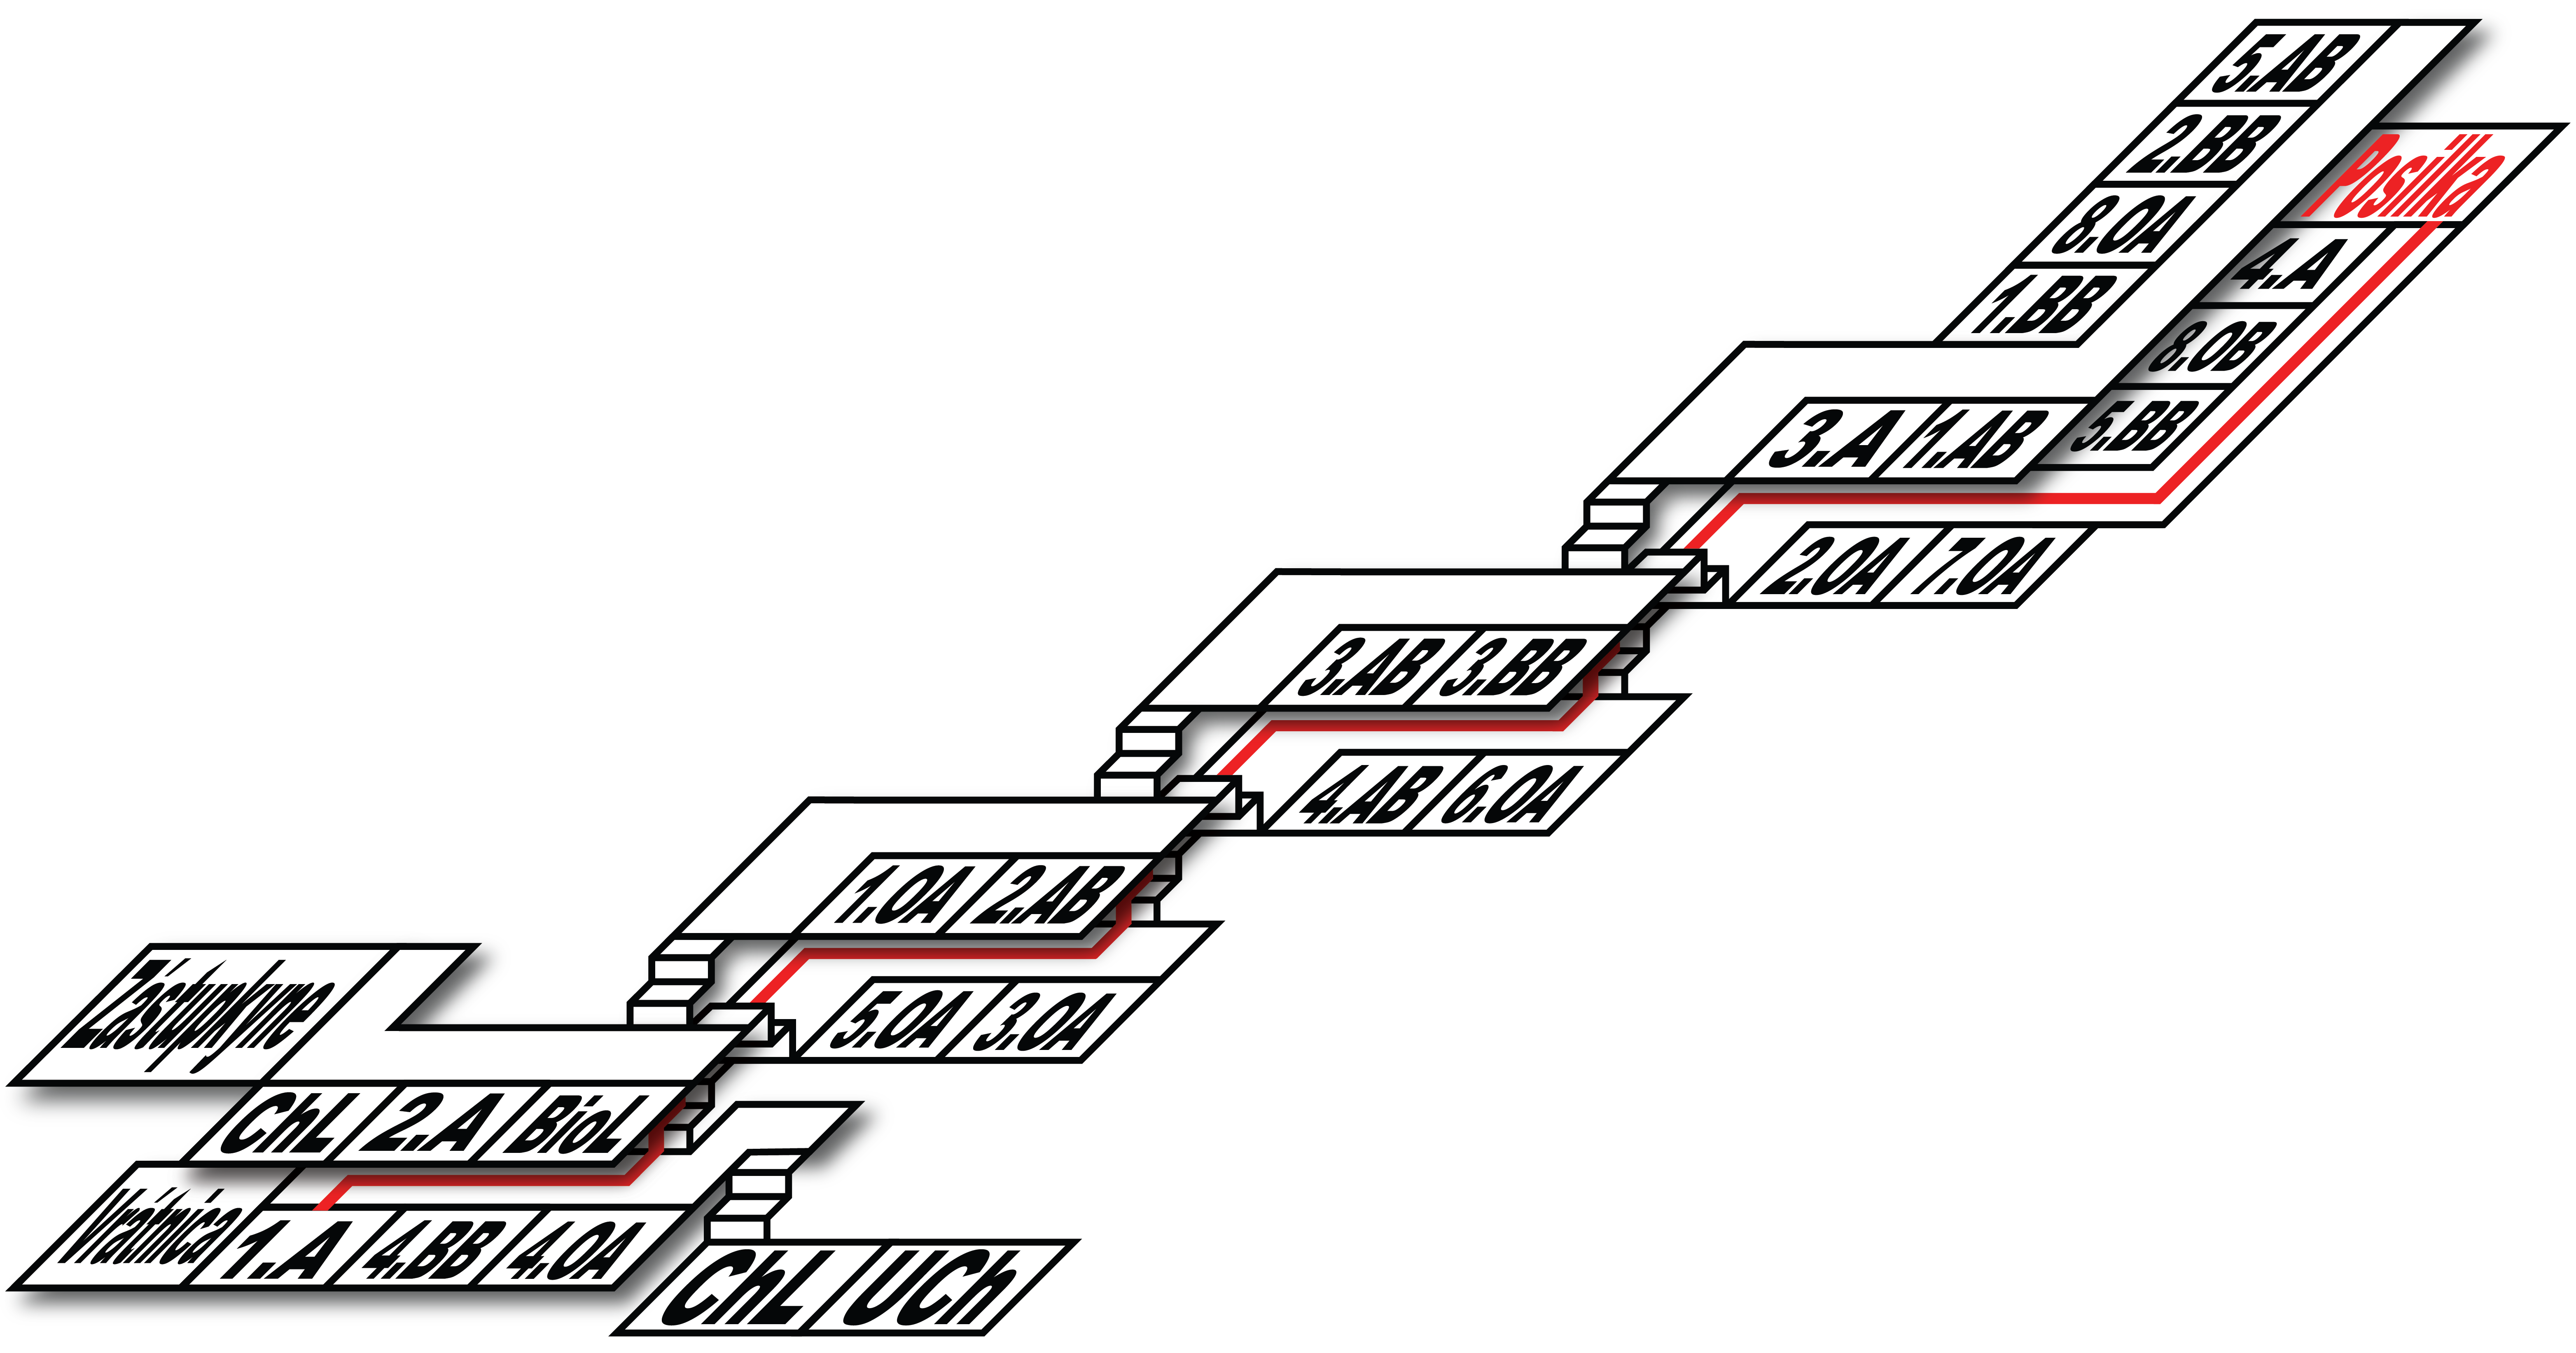 5.AB
2.BB
Posilka
8.OA
4.A
1.BB
8.OB
3.A 1.AB 5.BB
2.OA 7.OA
3.AB 3.BB
4.AB 6.OA
1.OA 2.AB
5.OA 3.OA
Zástupkyne
ChL 2.A BioL
Vrátnica 1.A 4.BB 4.OA
ChL UCh